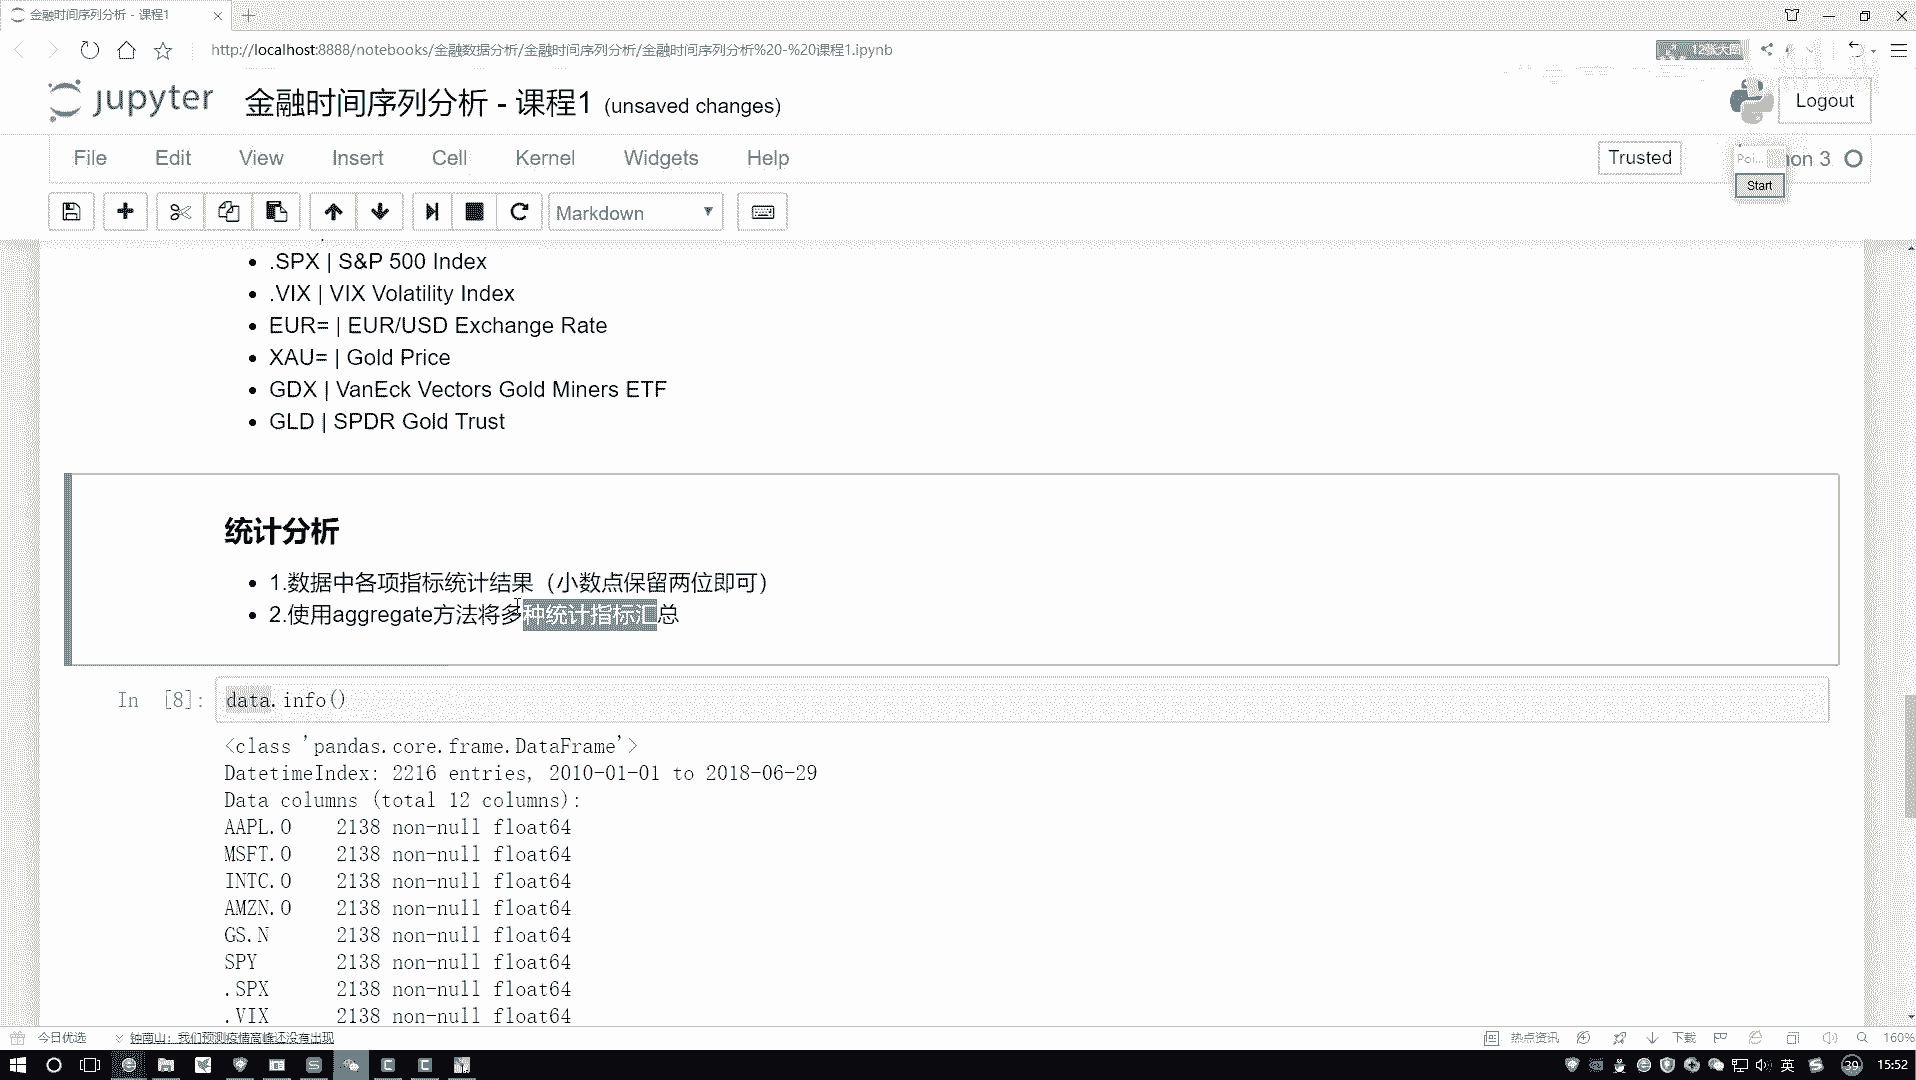 金融时间序列分析 - 课程1
http://localhost:8888/notebooks/金融数据分析/金融时间序列分析/金融时间序列分析%20-%20课程1.ipynb
12张大图
jupyter 金融时间序列分析 - 课程1 (unsaved changes)
Logout
File Edit View Insert Cell Kernel Widgets Help
Trusted
Poi... on 3
Start
Markdown
.SPX | S&P 500 Index
.VIX | VIX Volatility Index
EUR= | EUR/USD Exchange Rate
XAU= | Gold Price
GDX | VanEck Vectors Gold Miners ETF
GLD | SPDR Gold Trust
统计分析
1.数据中各项指标统计结果（小数点保留两位即可）
2.使用aggregate方法将多种统计指标汇总
In [8]: data.info()
<class 'pandas.core.frame.DataFrame'>
DatetimeIndex: 2216 entries, 2010-01-01 to 2018-06-29
Data columns (total 12 columns):
AAPL.O 2138 non-null float64
MSFT.O 2138 non-null float64
INTC.O 2138 non-null float64
AMZN.O 2138 non-null float64
GS.N 2138 non-null float64
SPY 2138 non-null float64
.SPX 2138 non-null float64
.VIX 2138 non-null float64
今日优选 钟南山：我们预测疫情高峰还没有出现
热点资讯 下载 160%
英 39 15:52